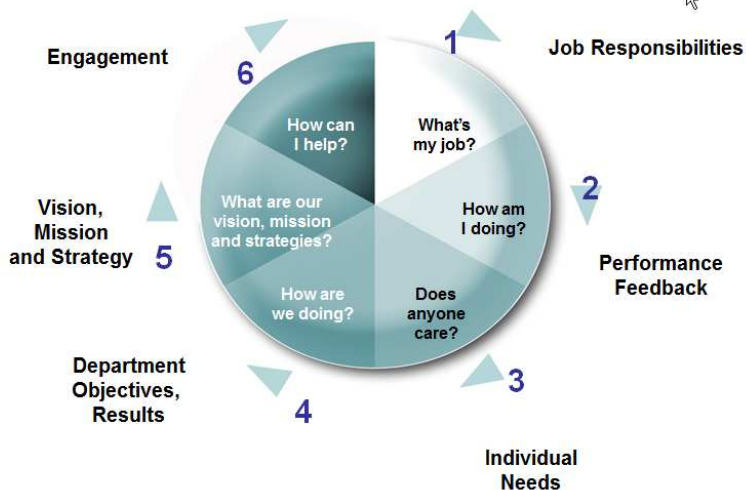 1
Job Responsibilities
What's
my job?
2
How am
I doing?
Performance
Feedback
3
Does
anyone
care?
Individual
Needs
4
How are
we doing?
Department
Objectives,
Results
5
What are our
vision, mission
and strategies?
Vision,
Mission
and Strategy
6
How can
I help?
Engagement